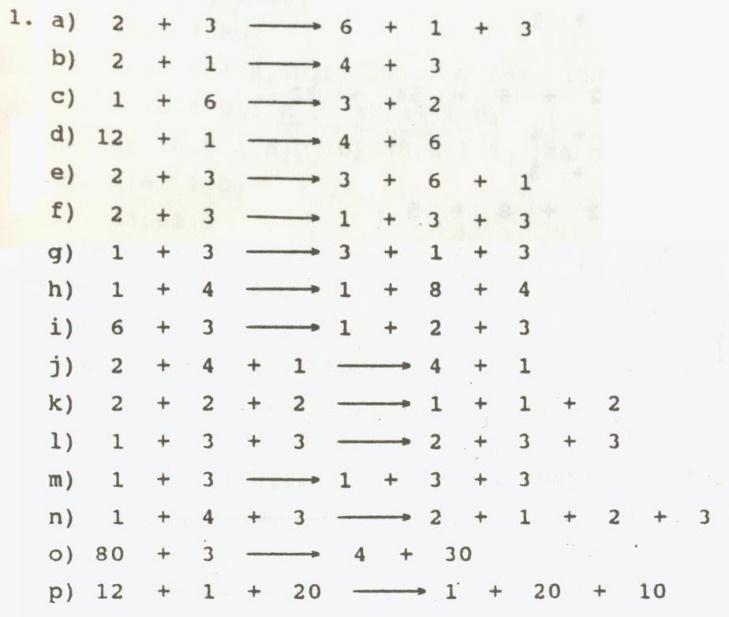 1. a) 2 + 3 ⟶ 6 + 1 + 3
b) 2 + 1 ⟶ 4 + 3
c) 1 + 6 ⟶ 3 + 2
d) 12 + 1 ⟶ 4 + 6
e) 2 + 3 ⟶ 3 + 6 + 1
f) 2 + 3 ⟶ 1 + 3 + 3
g) 1 + 3 ⟶ 3 + 1 + 3
h) 1 + 4 ⟶ 1 + 8 + 4
i) 6 + 3 ⟶ 1 + 2 + 3
j) 2 + 4 + 1 ⟶ 4 + 1
k) 2 + 2 + 2 ⟶ 1 + 1 + 2
l) 1 + 3 + 3 ⟶ 2 + 3 + 3
m) 1 + 3 ⟶ 1 + 3 + 3
n) 1 + 4 + 3 ⟶ 2 + 1 + 2 + 3
o) 80 + 3 ⟶ 4 + 30
p) 12 + 1 + 20 ⟶ 1 + 20 + 10